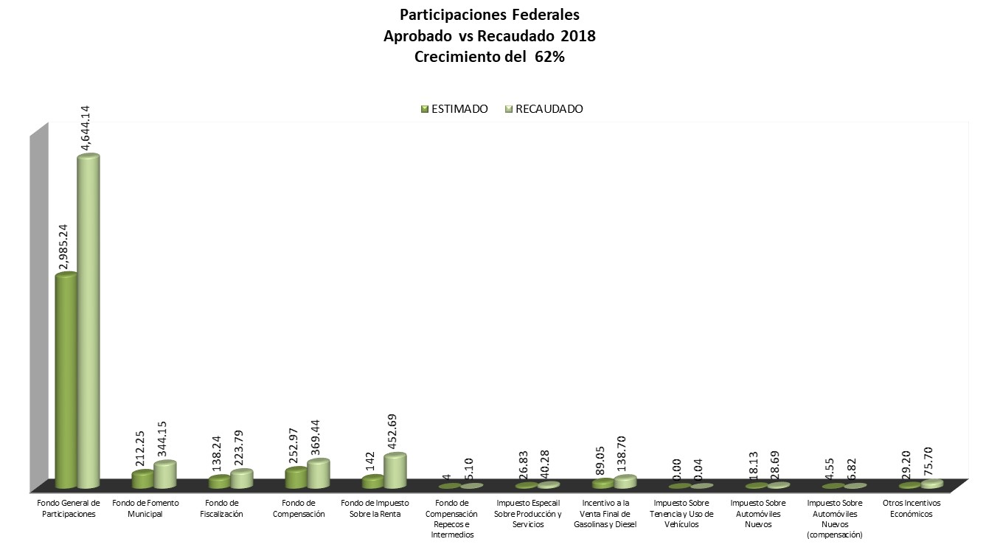 Participaciones Federales
Aprobado vs Recaudado 2018
Crecimiento del 62%
ESTIMADO
RECAUDADO
2,985.24
4,644.14
212.25
344.15
138.24
223.79
252.97
369.44
142
452.69
4
5.10
26.83
40.28
89.05
138.70
0.00
0.04
18.13
28.69
4.55
6.82
29.20
75.70
Fondo General de
Participaciones
Fondo de Fomento
Municipal
Fondo de
Fiscalización
Fondo de
Compensación
Fondo de Impuesto
Sobre la Renta
Fondo de
Compensación
Repecos e
Intermedios
Impuesto Especail
Sobre Producción y
Servicios
Incentivo a la
Venta Final de
Gasolinas y Diesel
Impuesto Sobre
Tenencia y Uso de
Vehículos
Impuesto Sobre
Automóviles
Nuevos
Impuesto Sobre
Automóviles
Nuevos
(compensación)
Otros Incentivos
Económicos